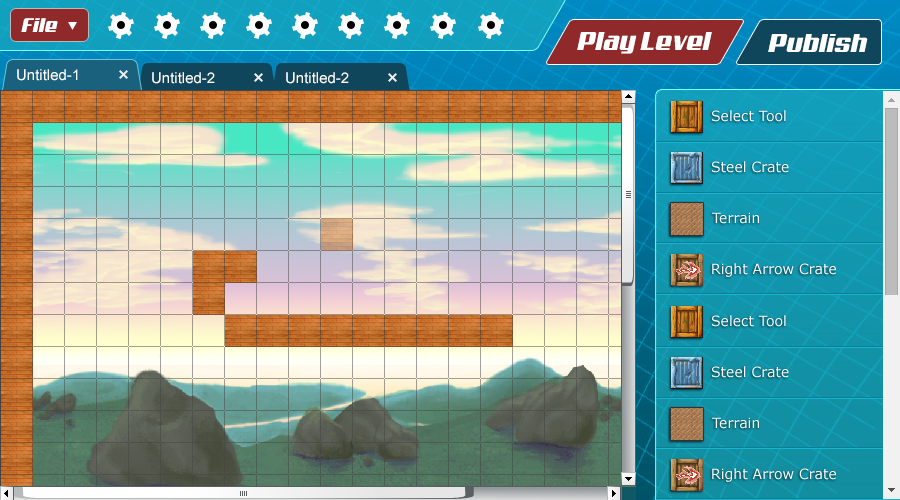 File
Play Level
Publish
Untitled-1
Untitled-2
Untitled-2
Select Tool
Steel Crate
Terrain
Right Arrow Crate
Select Tool
Steel Crate
Terrain
Right Arrow Crate